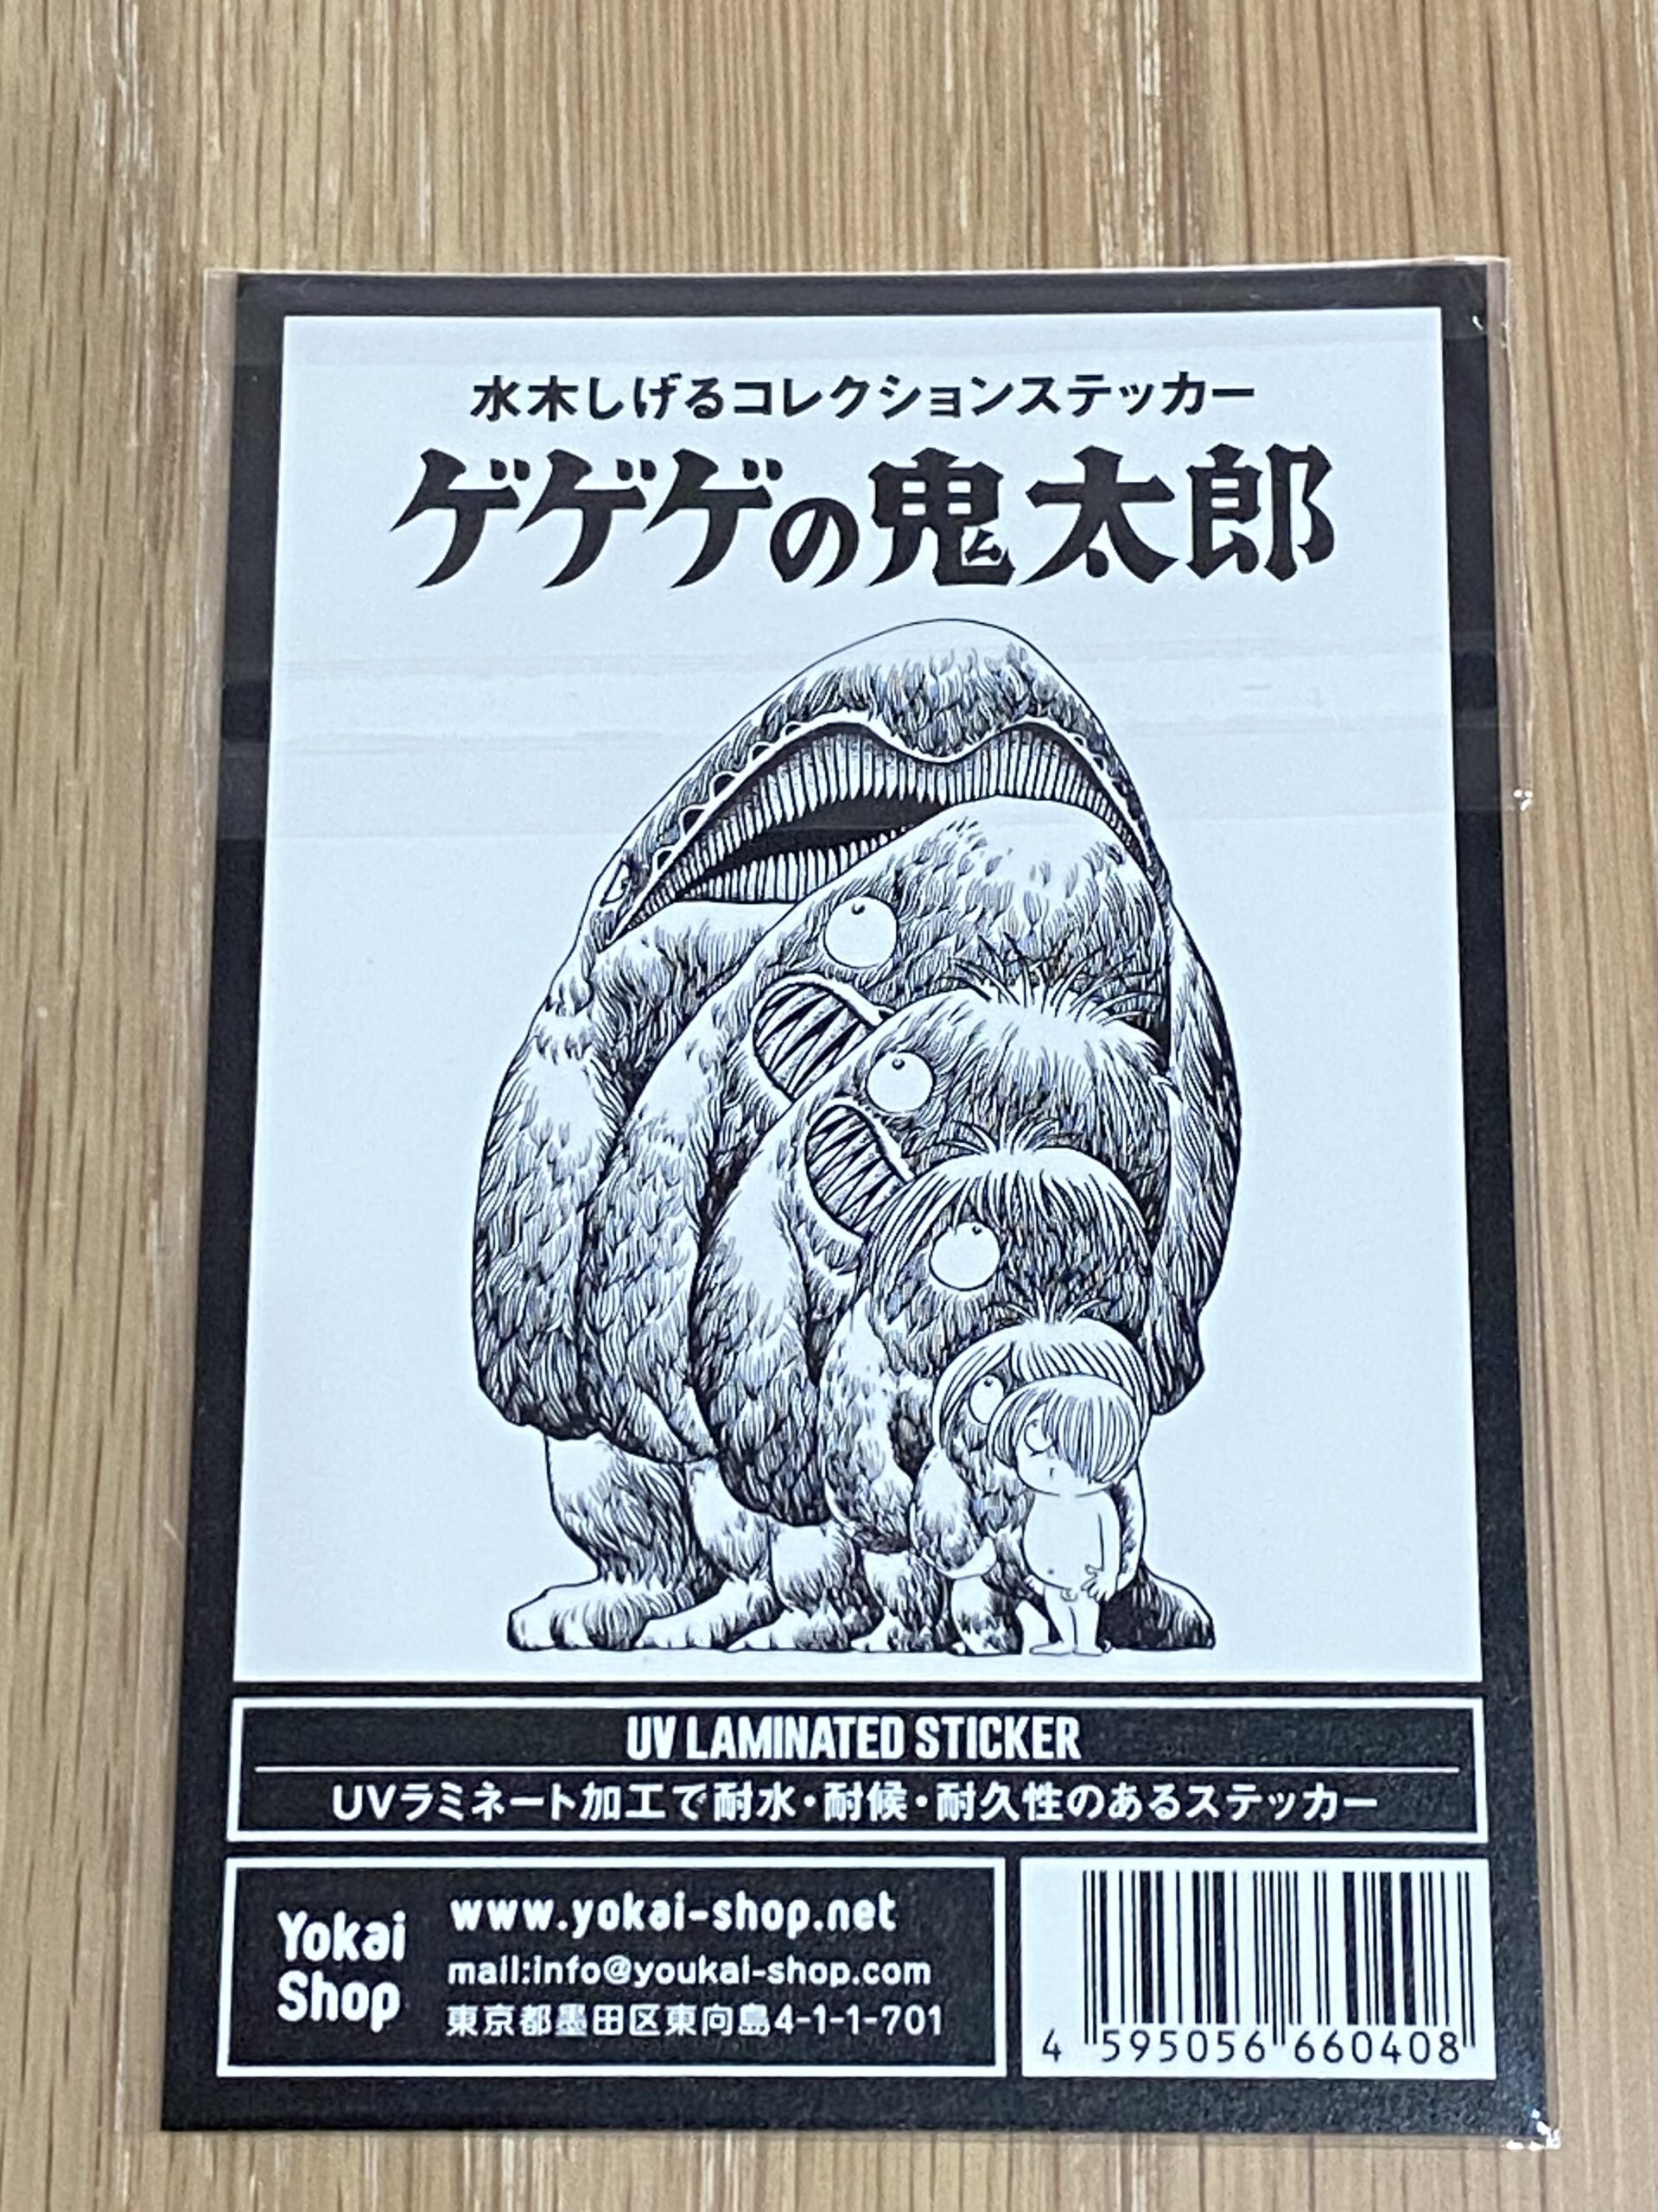 水木しげるコレクションステッカー
ゲゲゲの鬼太郎
UV LAMINATED STICKER
UVラミネート加工で耐水・耐候・耐久性のあるステッカー
Yokai
Shop
www.yokai-shop.net
mail:info@youkai-shop.com
東京都墨田区東向島4-1-1-701
4 595056 660408